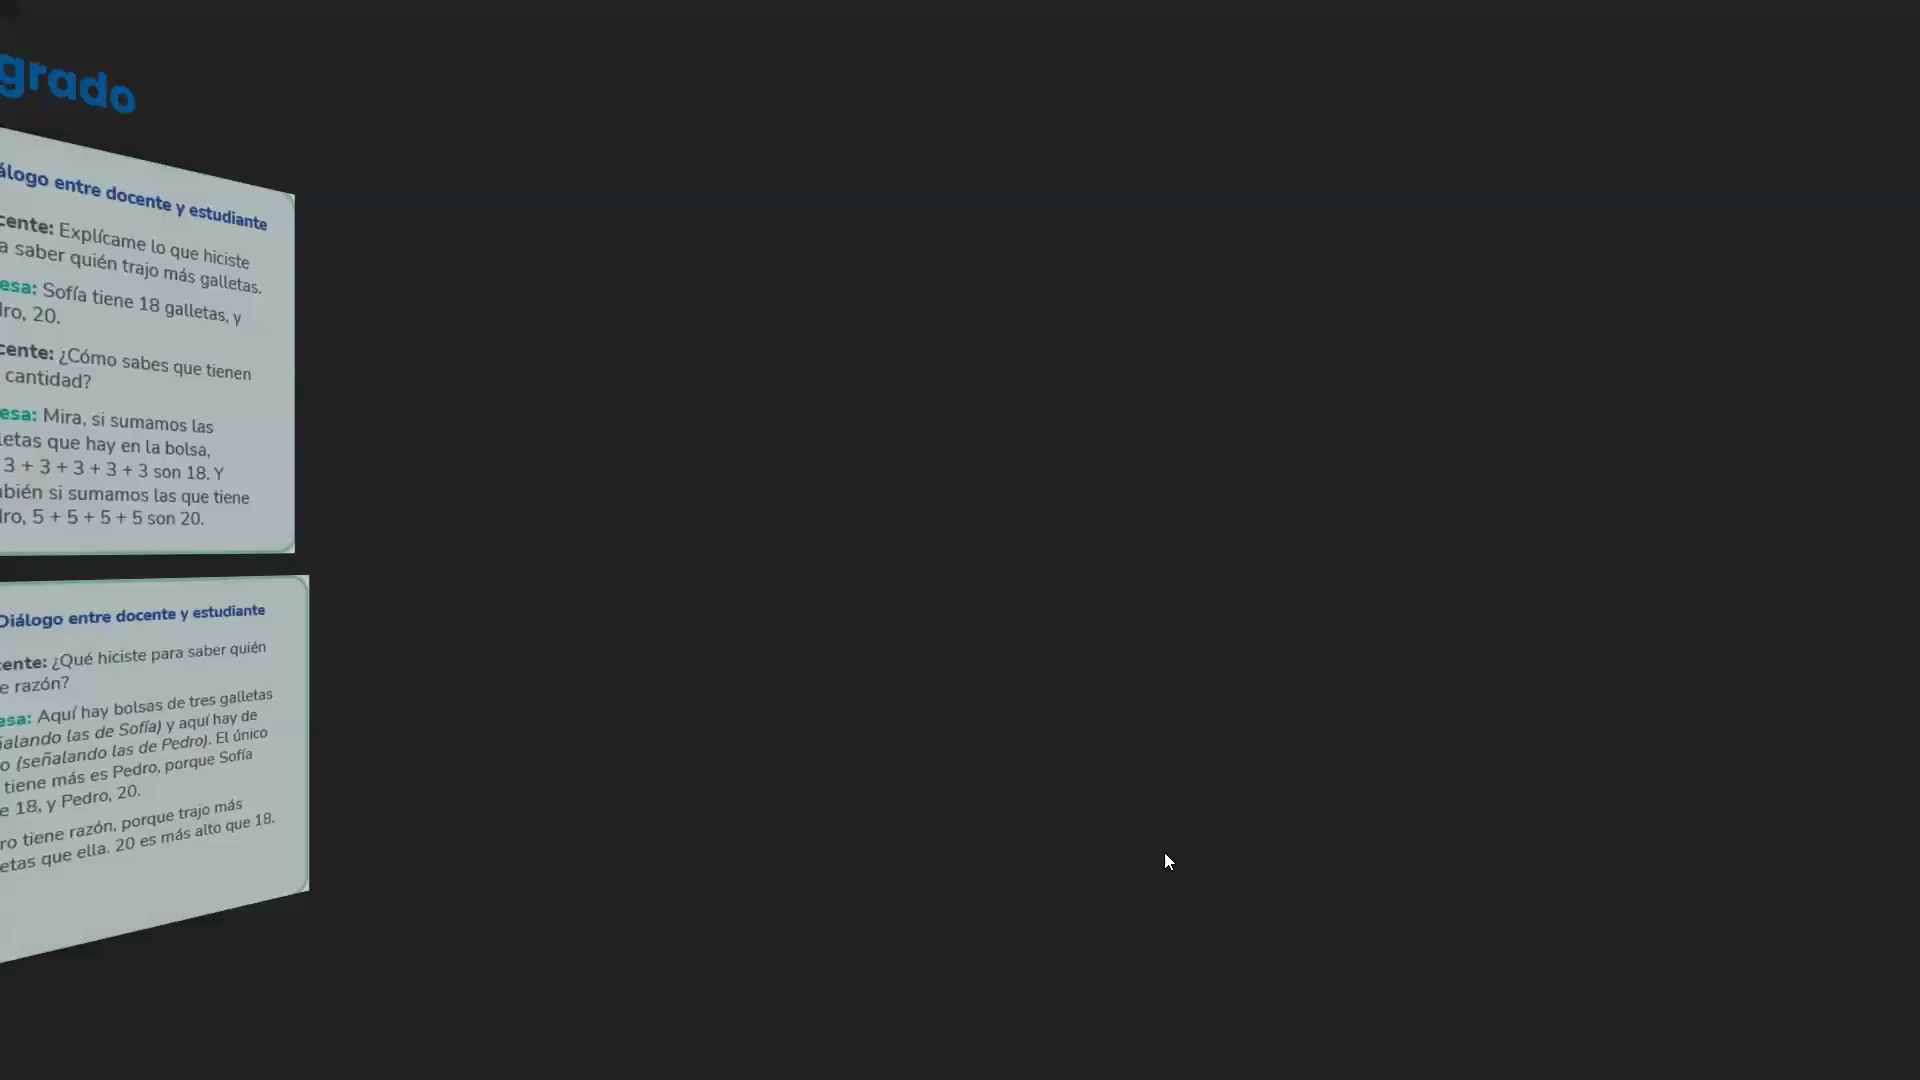 grado
álogo entre docente y estudiante
cente: Explícame lo que hiciste
a saber quién trajo más galletas.
esa: Sofía tiene 18 galletas, y
dro, 20.
cente: ¿Cómo sabes que tienen
cantidad?
esa: Mira, si sumamos las
letas que hay en la bolsa,
3 + 3 + 3 + 3 + 3 son 18. Y
nbién si sumamos las que tiene
dro, 5 + 5 + 5 + 5 son 20.
Diálogo entre docente y estudiante
cente: ¿Qué hiciste para saber quién
e razón?
esa: Aquí hay bolsas de tres galletas
ñalando las de Sofía) y aquí hay de
o (señalando las de Pedro). El único
tiene más es Pedro, porque Sofía
e 18, y Pedro, 20.
ro tiene razón, porque trajo más
etas que ella. 20 es más alto que 18.